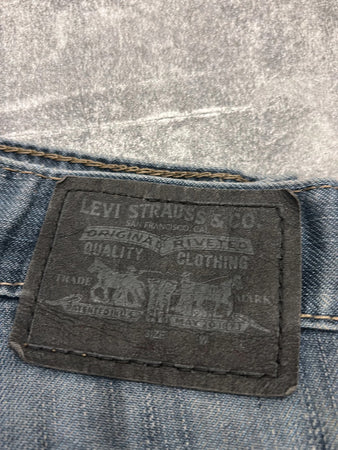 LEVI STRAUSS & CO.
SAN FRANCISCO, CAL.
ORIGINAL RIVETED
QUALITY CLOTHING
TRADE MARK
SIZE W L